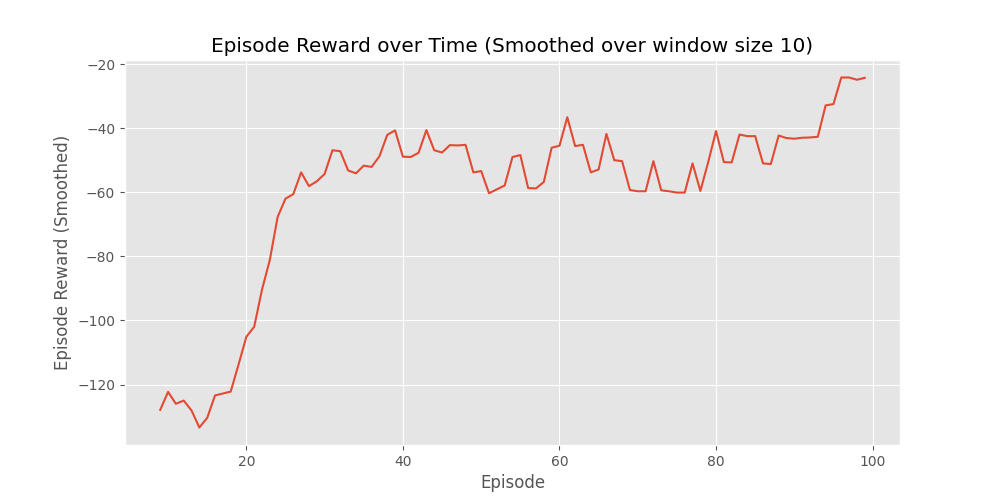 Episode Reward over Time (Smoothed over window size 10)
Episode Reward (Smoothed)
−20
−40
−60
−80
−100
−120
20 40 60 80 100
Episode